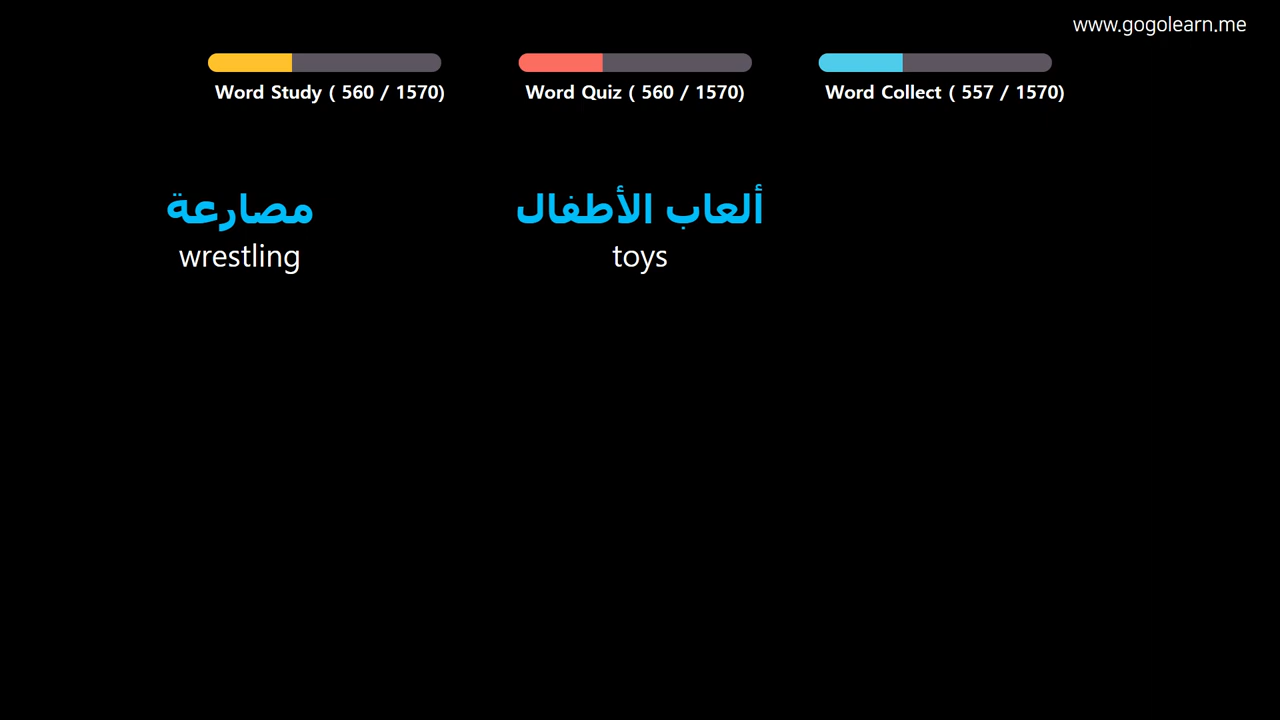 www.gogolearn.me
Word Study ( 560 / 1570)
Word Quiz ( 560 / 1570)
Word Collect ( 557 / 1570)
مصارعة
wrestling
ألعاب الأطفال
toys